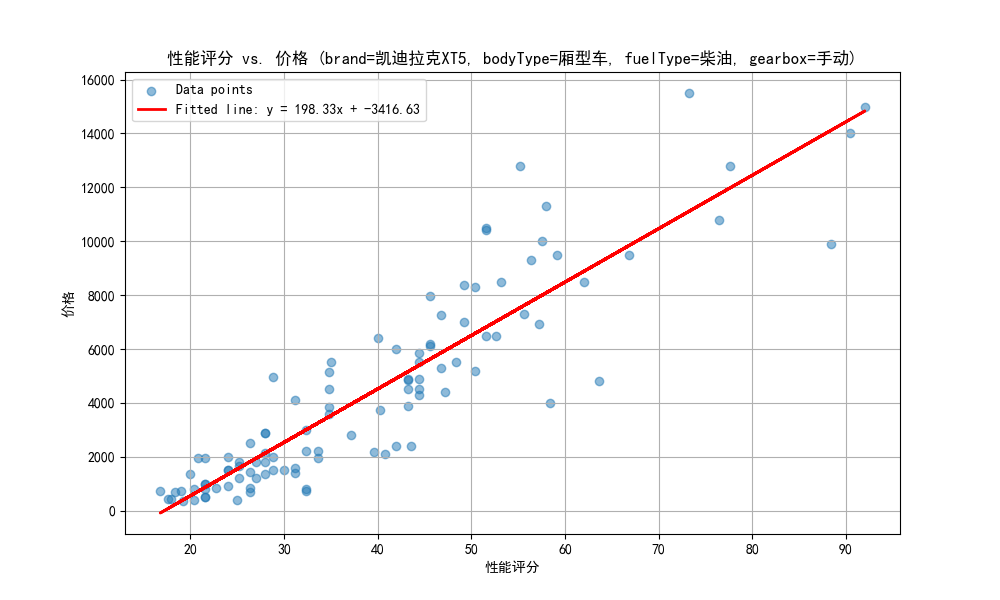 性能评分 vs. 价格 (brand=凯迪拉克XT5, bodyType=厢型车, fuelType=柴油, gearbox=手动)
Data points
Fitted line: y = 198.33x + -3416.63
16000
14000
12000
10000
8000
6000
4000
2000
0
价格
20 30 40 50 60 70 80 90
性能评分